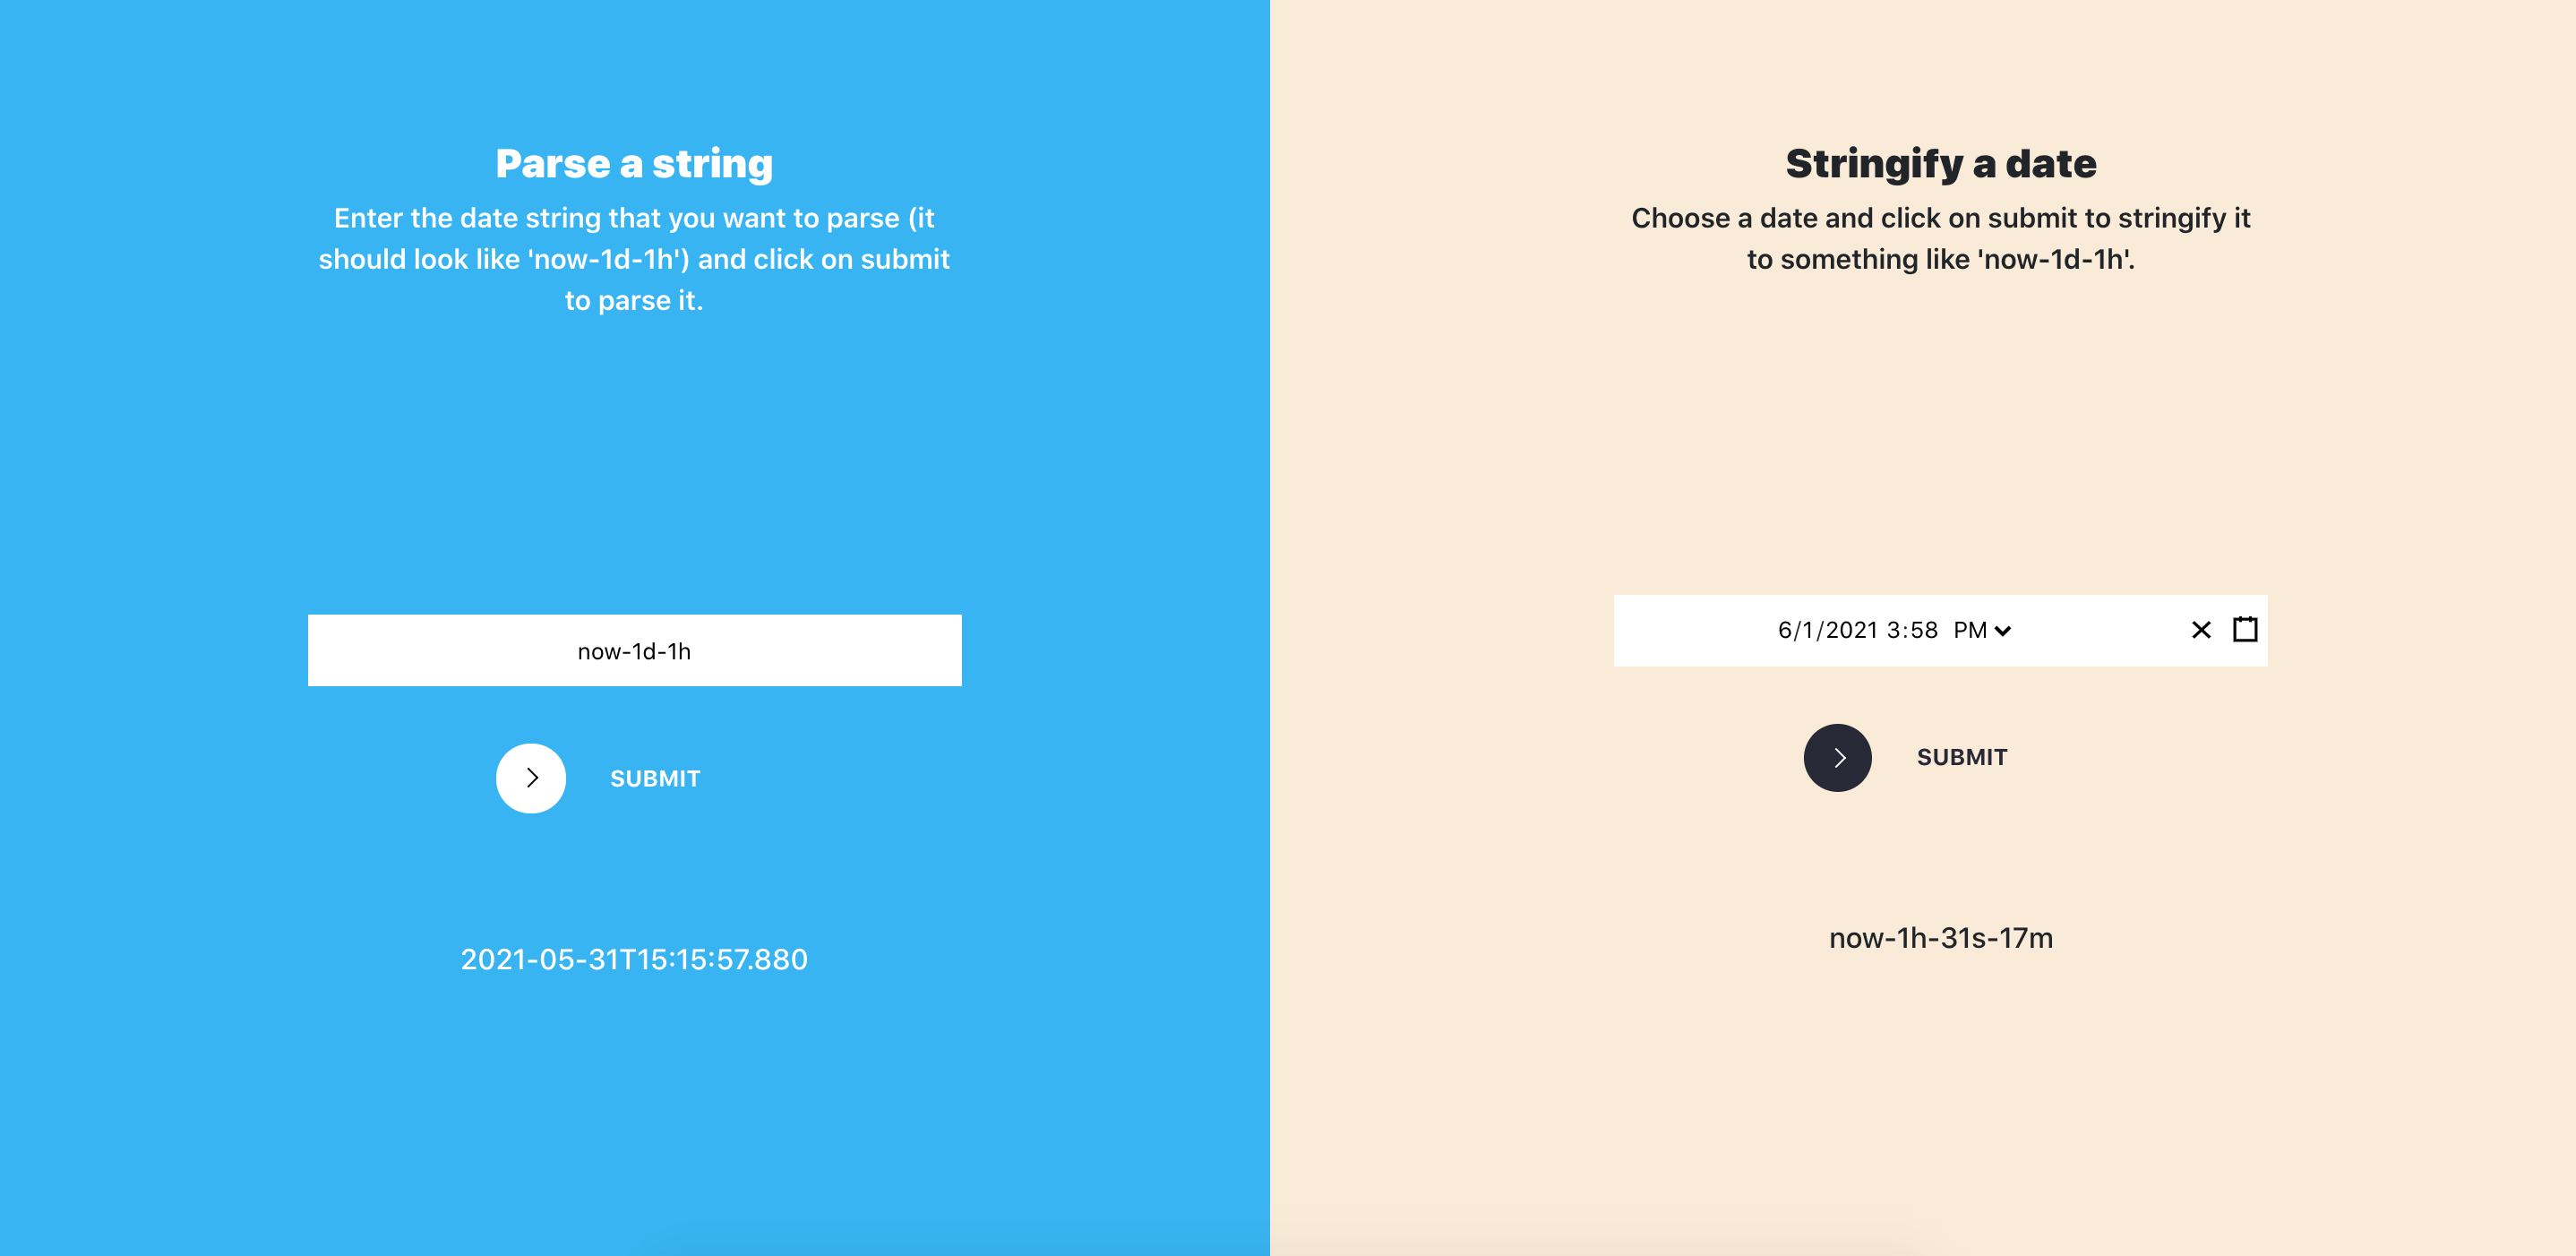 Parse a string
Enter the date string that you want to parse (it
should look like 'now-1d-1h') and click on submit
to parse it.
now-1d-1h
SUBMIT
2021-05-31T15:15:57.880
Stringify a date
Choose a date and click on submit to stringify it
to something like 'now-1d-1h'.
6/1/2021 3:58 PM
SUBMIT
now-1h-31s-17m